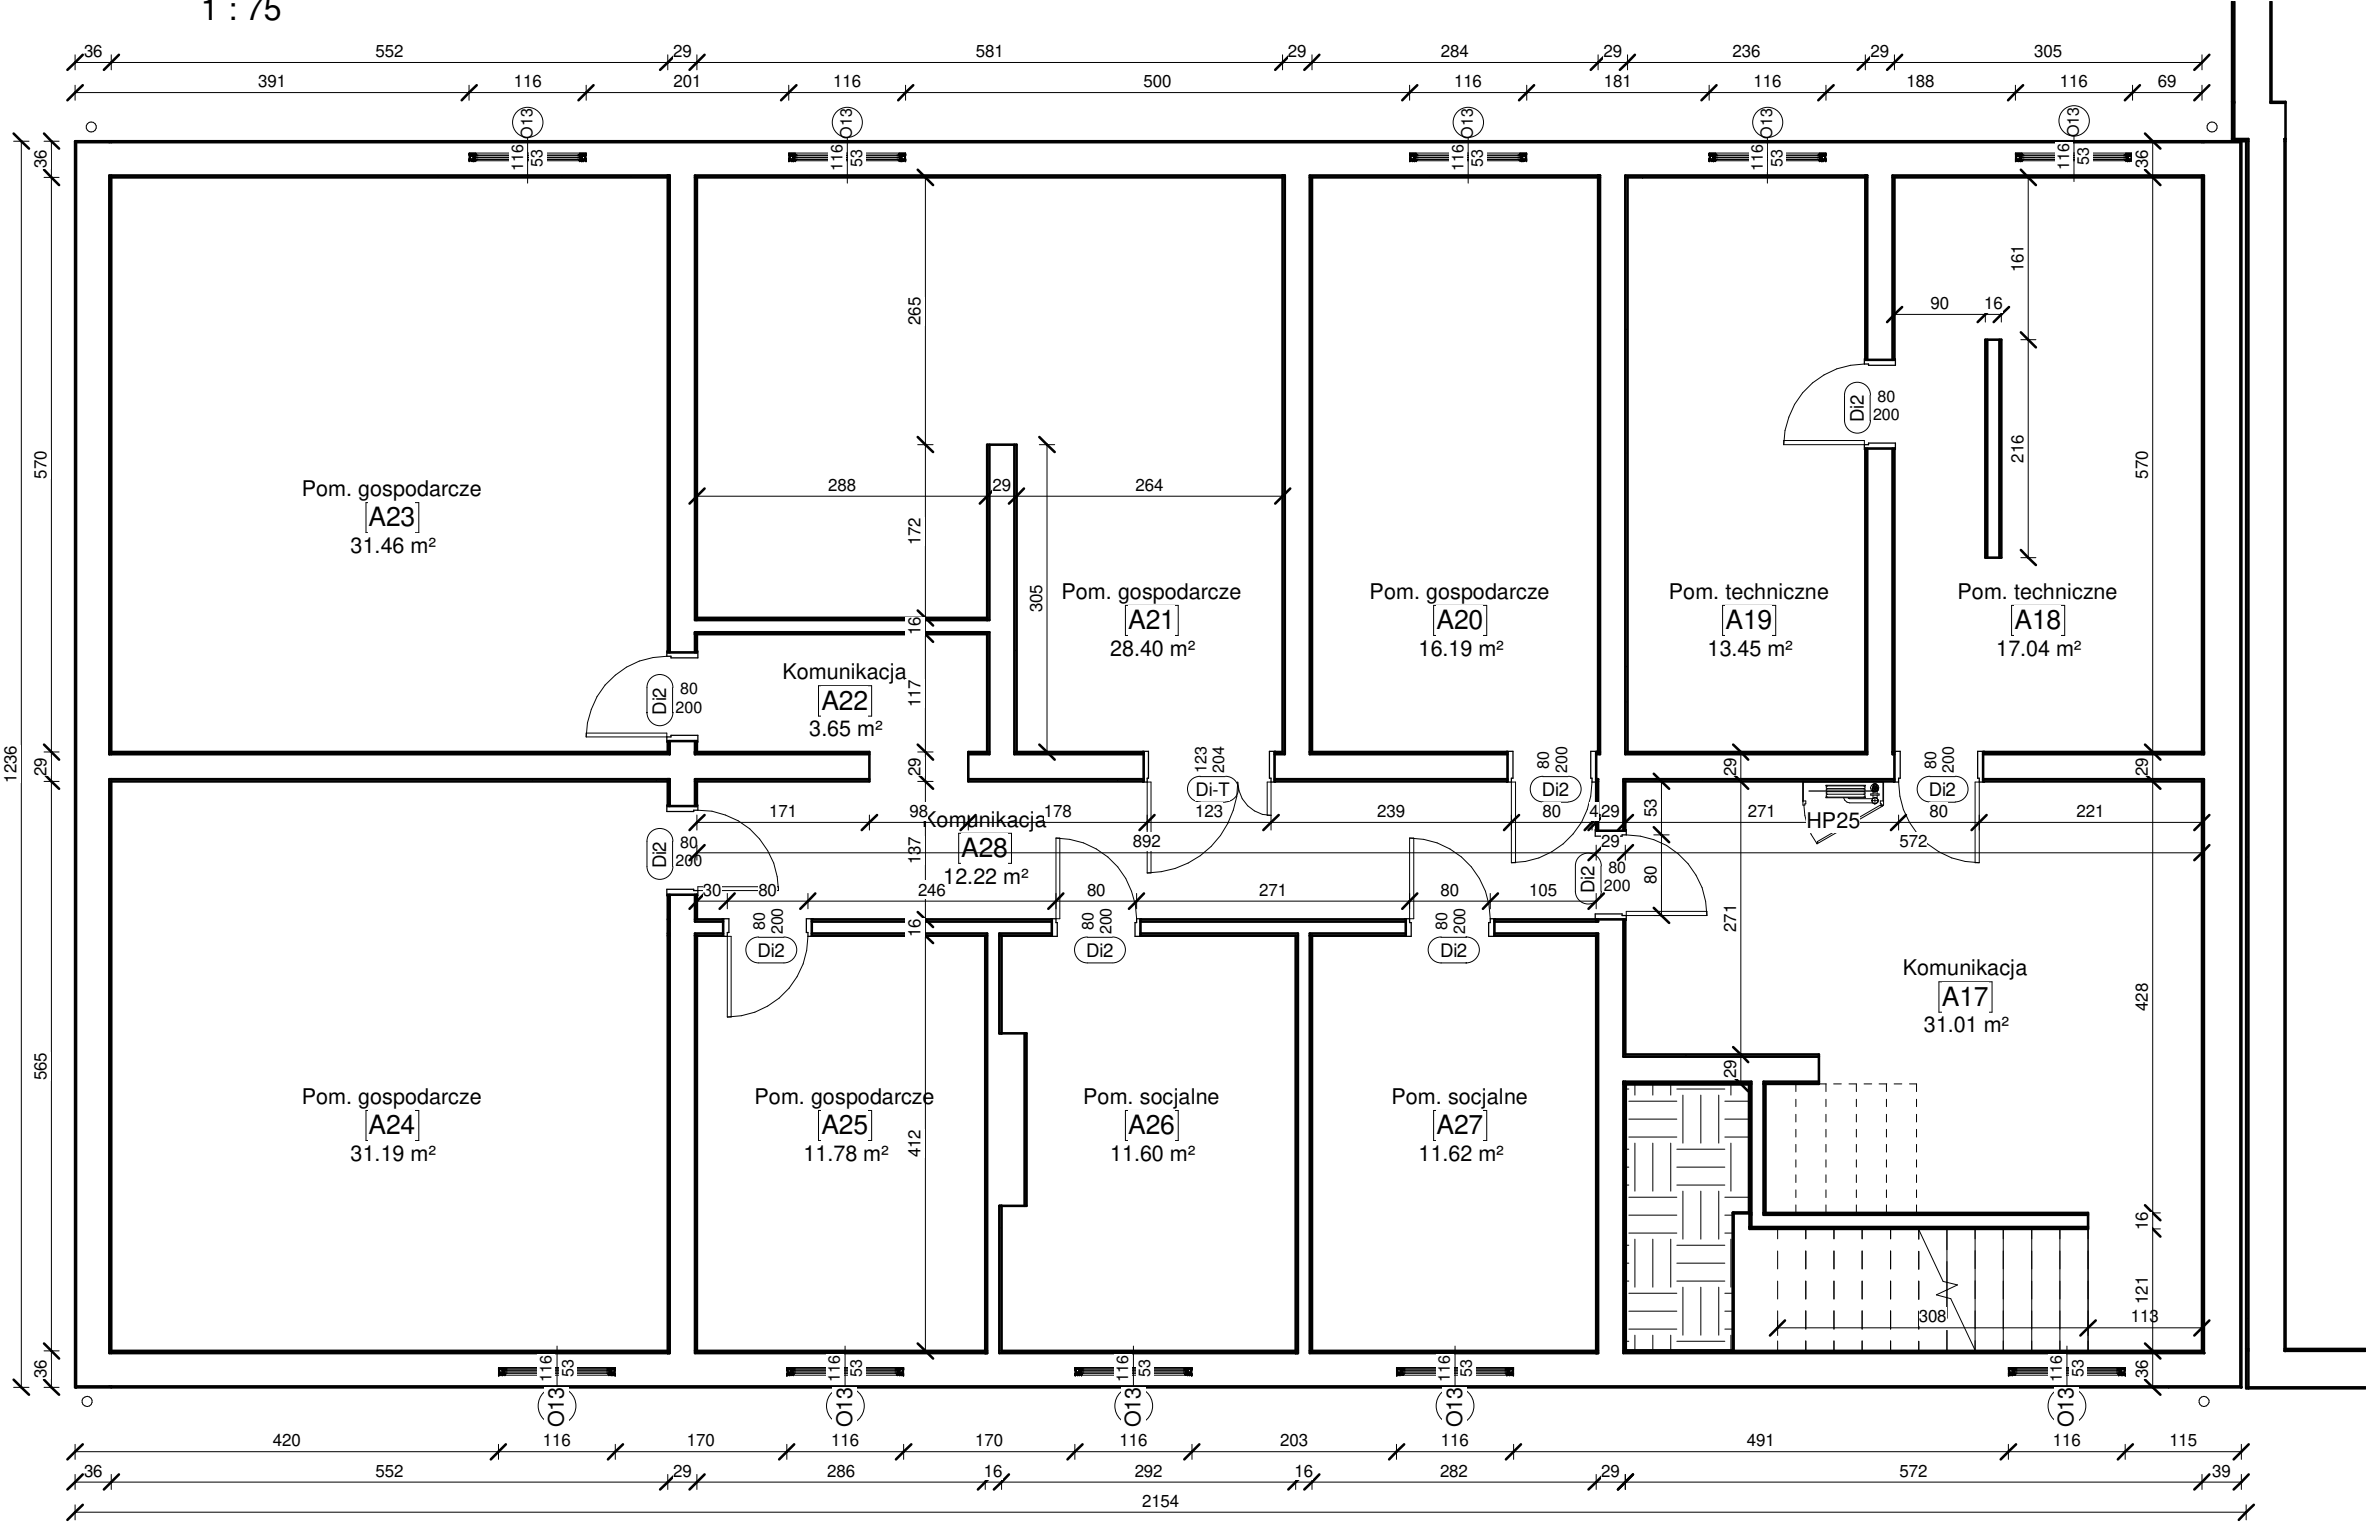 1 : 75
36 552 29 581 29 284 29 236 29 305
391 116 201 116 500 116 181 116 188 116 69
O13 O13 O13 O13 O13
116 53 116 53 116 53 116 53 116 53
36 36
161
265
90 16
Di2 80 200
216
570 570
Pom. gospodarcze
[A23]
31.46 m²
288 29 264
172
305
Pom. gospodarcze
[A21]
28.40 m²
Pom. gospodarcze
[A20]
16.19 m²
Pom. techniczne
[A19]
13.45 m²
Pom. techniczne
[A18]
17.04 m²
16
Komunikacja
[A22]
3.65 m²
117
Di2 80 200
1236
29 29 29 29
123 204 Di-T
80 200 Di2
80 200 Di2
171 98 178 123 239 80 4 29 271 80 221
53
HP25
Komunikacja
[A28]
12.22 m²
137
892 29 572
Di2 80 200
Di2 80 200
80
30 80 246 80 271 80 105
16
80 200 Di2
80 200 Di2
80 200 Di2
271
Komunikacja
[A17]
31.01 m²
428
29
565
Pom. gospodarcze
[A24]
31.19 m²
Pom. gospodarcze
[A25]
11.78 m²
412
Pom. socjalne
[A26]
11.60 m²
Pom. socjalne
[A27]
11.62 m²
16
121
308 113
36 36
116 53 116 53 116 53 116 53 116 53
O13 O13 O13 O13 O13
420 116 170 116 170 116 203 116 491 116 115
36 552 29 286 16 292 16 282 29 572 39
2154